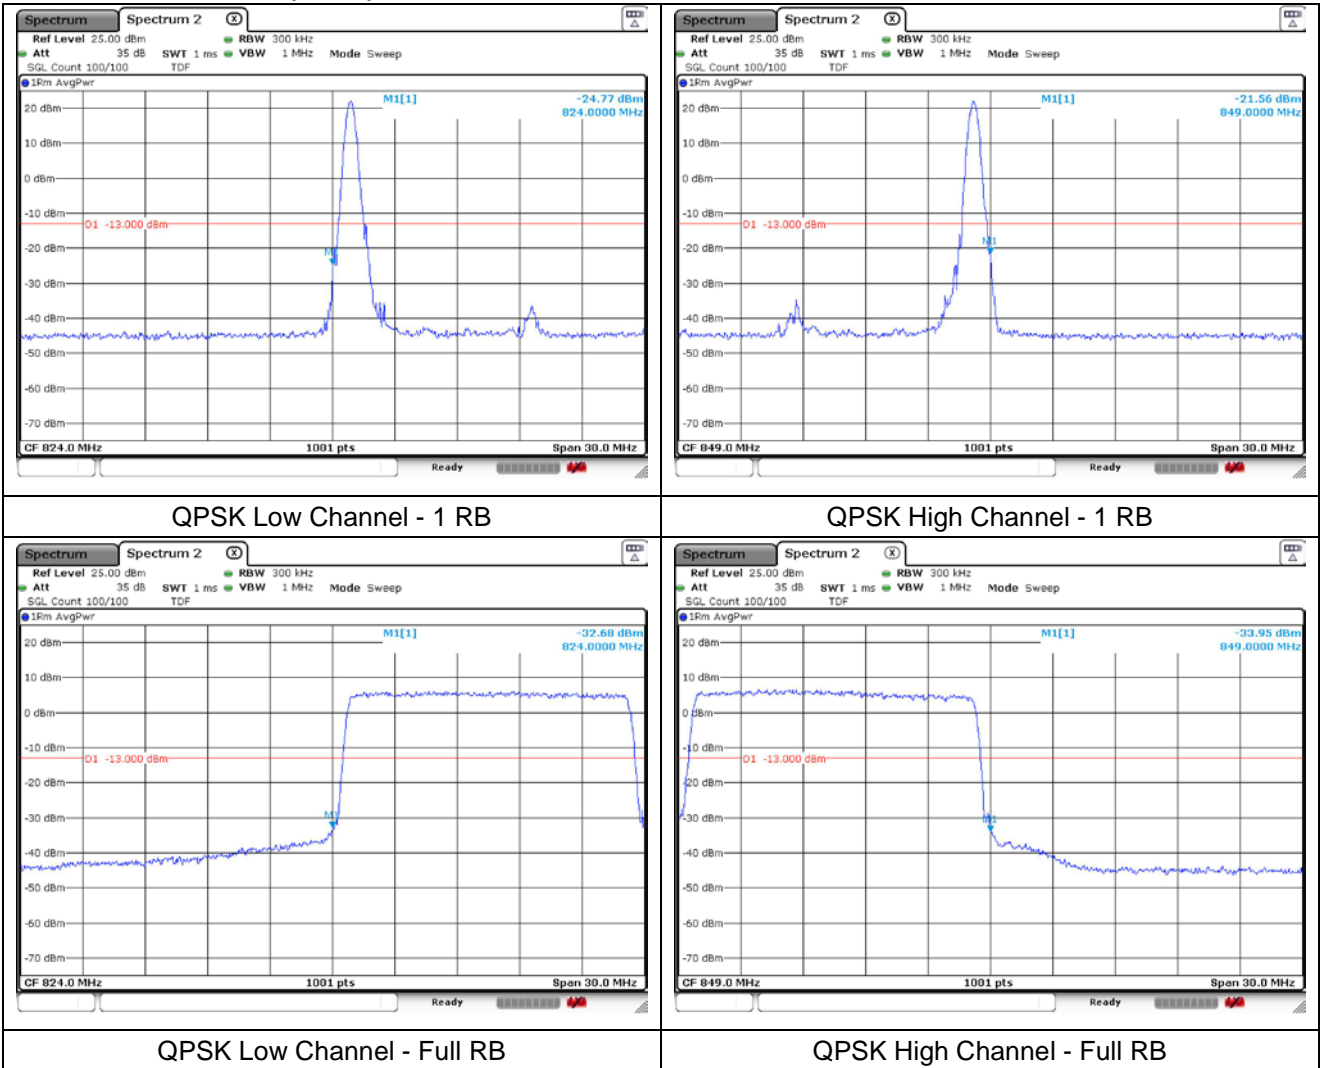 Spectrum Spectrum 2 X
Ref Level 25.00 dBm RBW 300 kHz
Att 35 dB SWT 1 ms VBW 1 MHz Mode Sweep
SGL Count 100/100 TDF
1Rm AvgPwr
M1[1] -24.77 dBm
824.0000 MHz
20 dBm
10 dBm
0 dBm
-10 dBm
D1 -13.000 dBm
-20 dBm
M1
-30 dBm
-40 dBm
-50 dBm
-60 dBm
-70 dBm
CF 824.0 MHz 1001 pts Span 30.0 MHz
Ready
QPSK Low Channel - 1 RB
Spectrum Spectrum 2 X
Ref Level 25.00 dBm RBW 300 kHz
Att 35 dB SWT 1 ms VBW 1 MHz Mode Sweep
SGL Count 100/100 TDF
1Rm AvgPwr
M1[1] -21.56 dBm
849.0000 MHz
20 dBm
10 dBm
0 dBm
-10 dBm
D1 -13.000 dBm
-20 dBm
M1
-30 dBm
-40 dBm
-50 dBm
-60 dBm
-70 dBm
CF 849.0 MHz 1001 pts Span 30.0 MHz
Ready
QPSK High Channel - 1 RB
Spectrum Spectrum 2 X
Ref Level 25.00 dBm RBW 300 kHz
Att 35 dB SWT 1 ms VBW 1 MHz Mode Sweep
SGL Count 100/100 TDF
1Rm AvgPwr
M1[1] -32.68 dBm
824.0000 MHz
20 dBm
10 dBm
0 dBm
-10 dBm
D1 -13.000 dBm
-20 dBm
-30 dBm
M1
-40 dBm
-50 dBm
-60 dBm
-70 dBm
CF 824.0 MHz 1001 pts Span 30.0 MHz
Ready
QPSK Low Channel - Full RB
Spectrum Spectrum 2 X
Ref Level 25.00 dBm RBW 300 kHz
Att 35 dB SWT 1 ms VBW 1 MHz Mode Sweep
SGL Count 100/100 TDF
1Rm AvgPwr
M1[1] -33.95 dBm
849.0000 MHz
20 dBm
10 dBm
0 dBm
-10 dBm
D1 -13.000 dBm
-20 dBm
-30 dBm
M1
-40 dBm
-50 dBm
-60 dBm
-70 dBm
CF 849.0 MHz 1001 pts Span 30.0 MHz
Ready
QPSK High Channel - Full RB